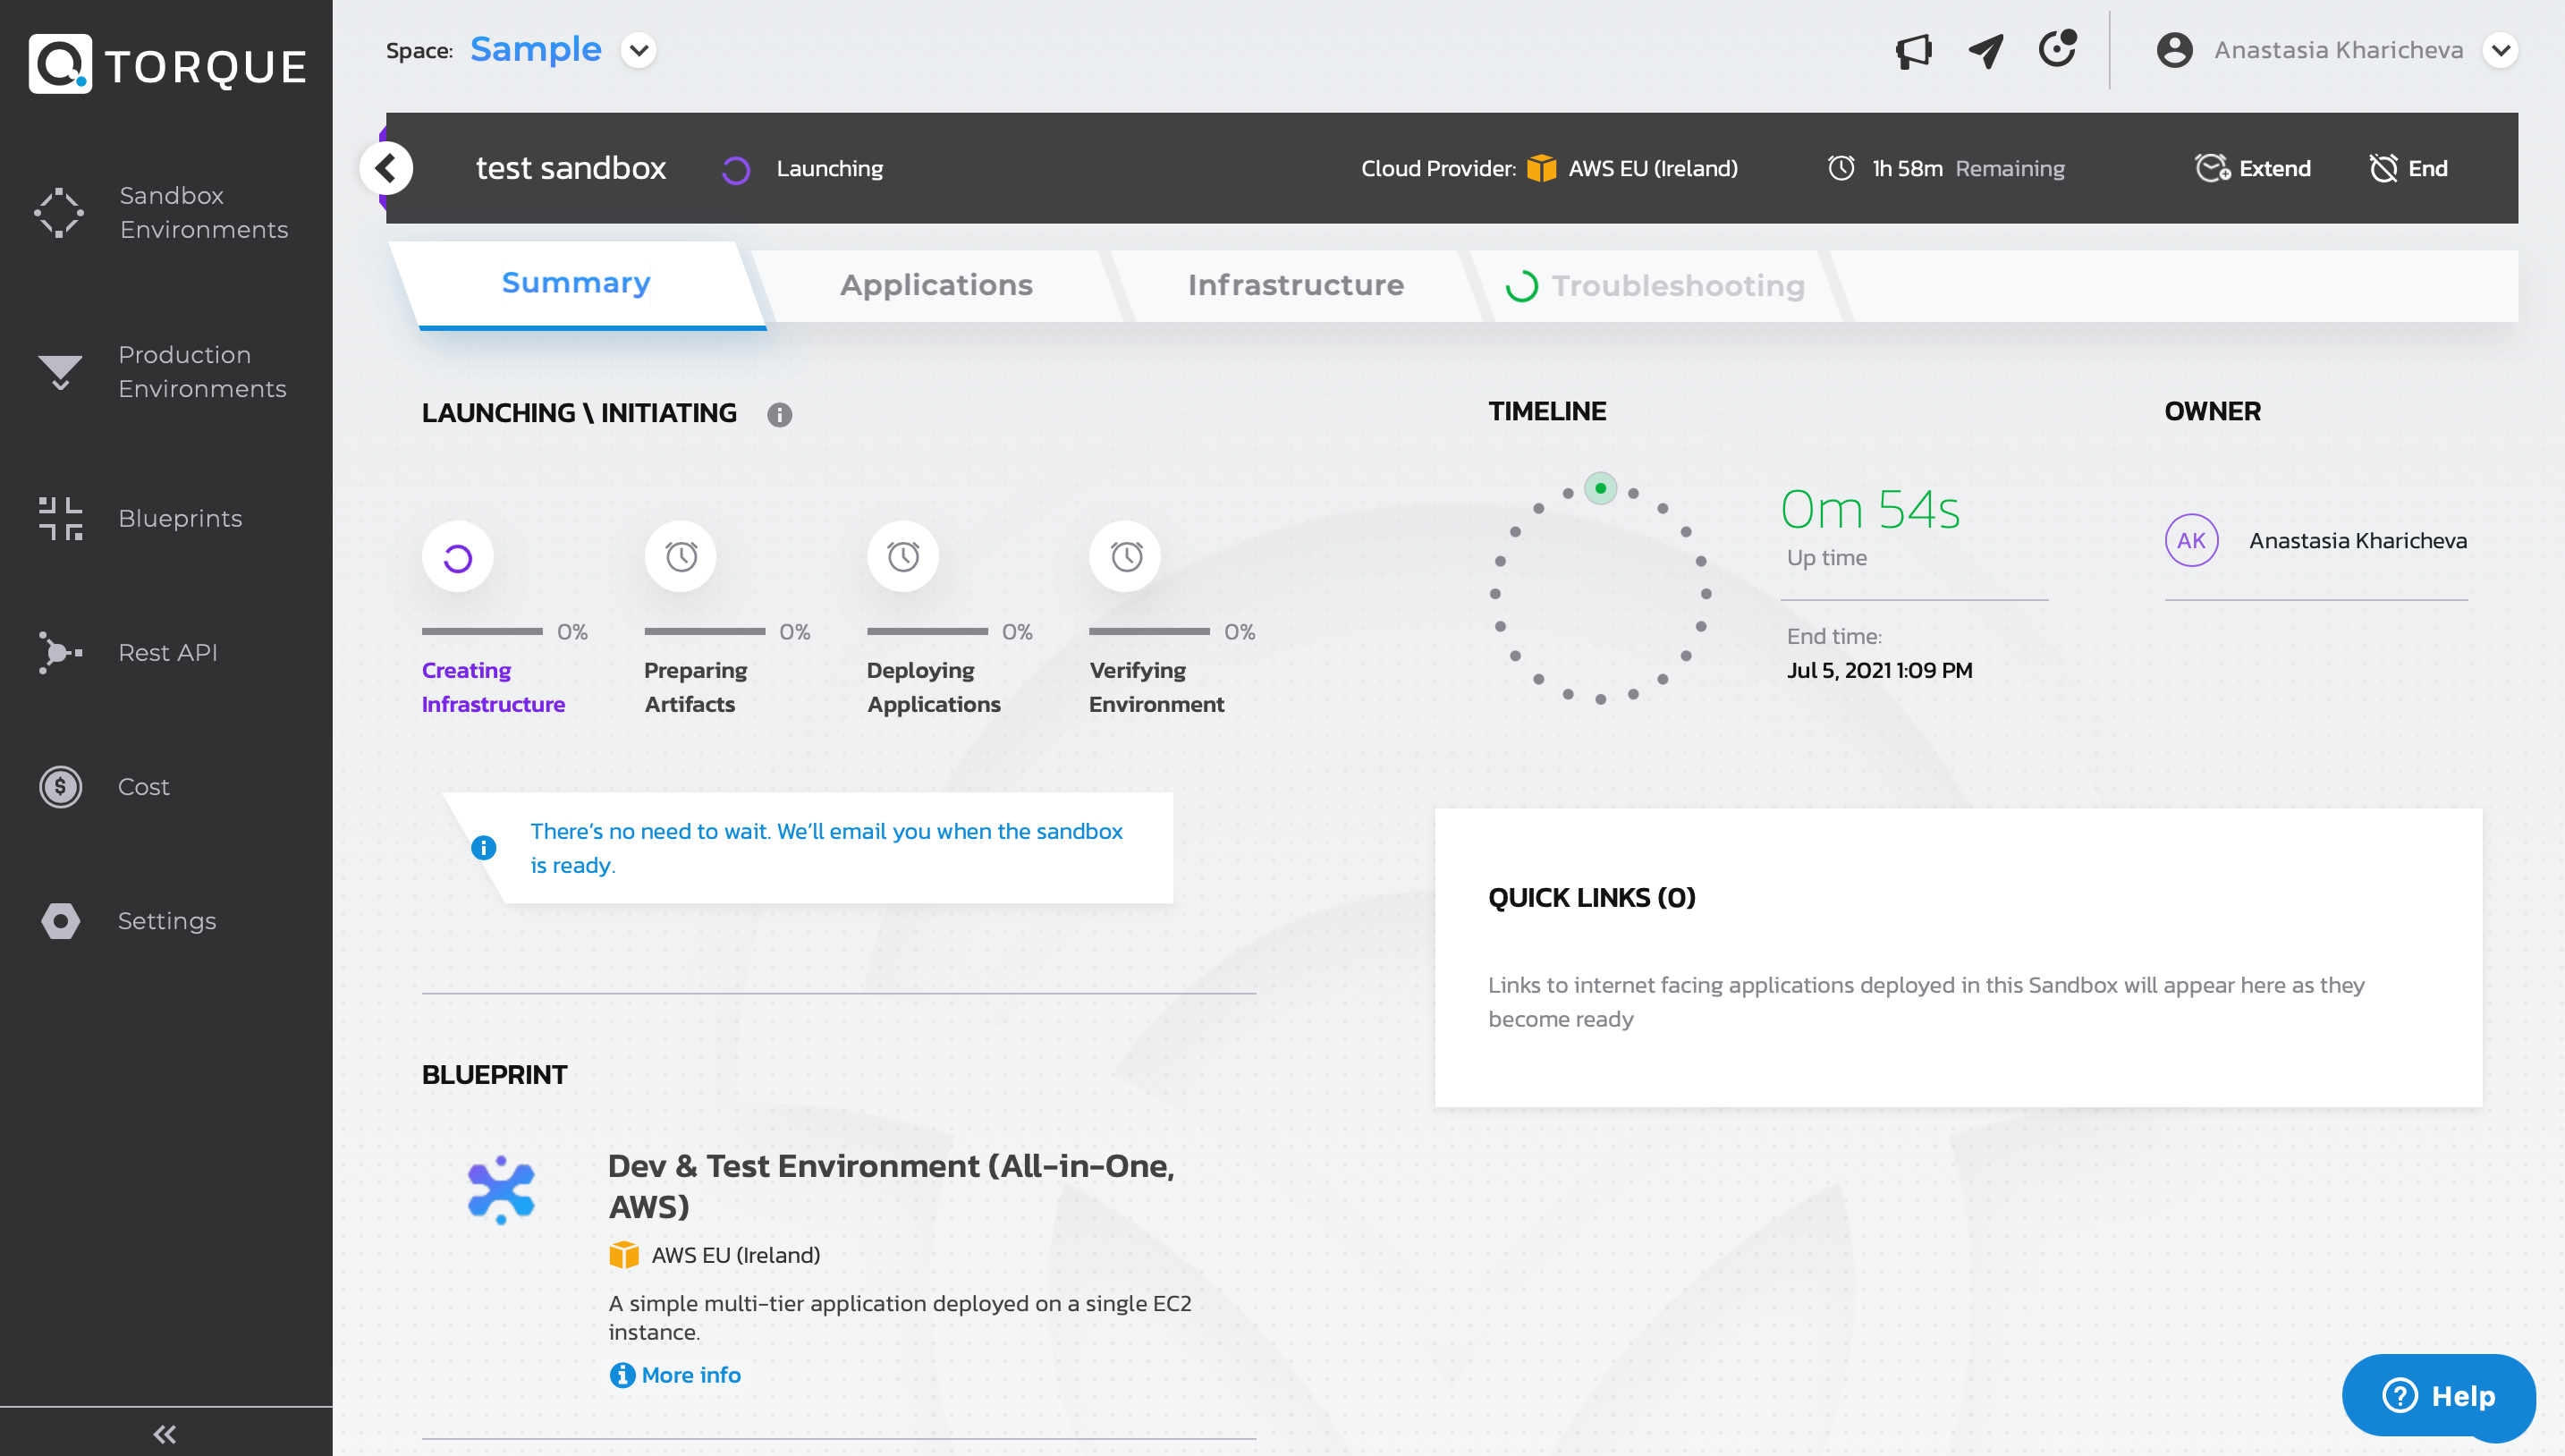 TORQUE
Sandbox
Environments
Production
Environments
Blueprints
Rest API
Cost
$
Settings
Space: Sample
Anastasia Kharicheva
test sandbox
Launching
Cloud Provider: AWS EU (Ireland)
1h 58m Remaining
Extend
End
Summary
Applications
Infrastructure
Troubleshooting
LAUNCHING \ INITIATING
0%
Creating
Infrastructure
0%
Preparing
Artifacts
0%
Deploying
Applications
0%
Verifying
Environment
There's no need to wait. We'll email you when the sandbox
is ready.
TIMELINE
0m 54s
Up time
End time:
Jul 5, 2021 1:09 PM
OWNER
AK
Anastasia Kharicheva
QUICK LINKS (0)
Links to internet facing applications deployed in this Sandbox will appear here as they
become ready
BLUEPRINT
Dev & Test Environment (All-in-One,
AWS)
AWS EU (Ireland)
A simple multi-tier application deployed on a single EC2
instance.
More info
Help